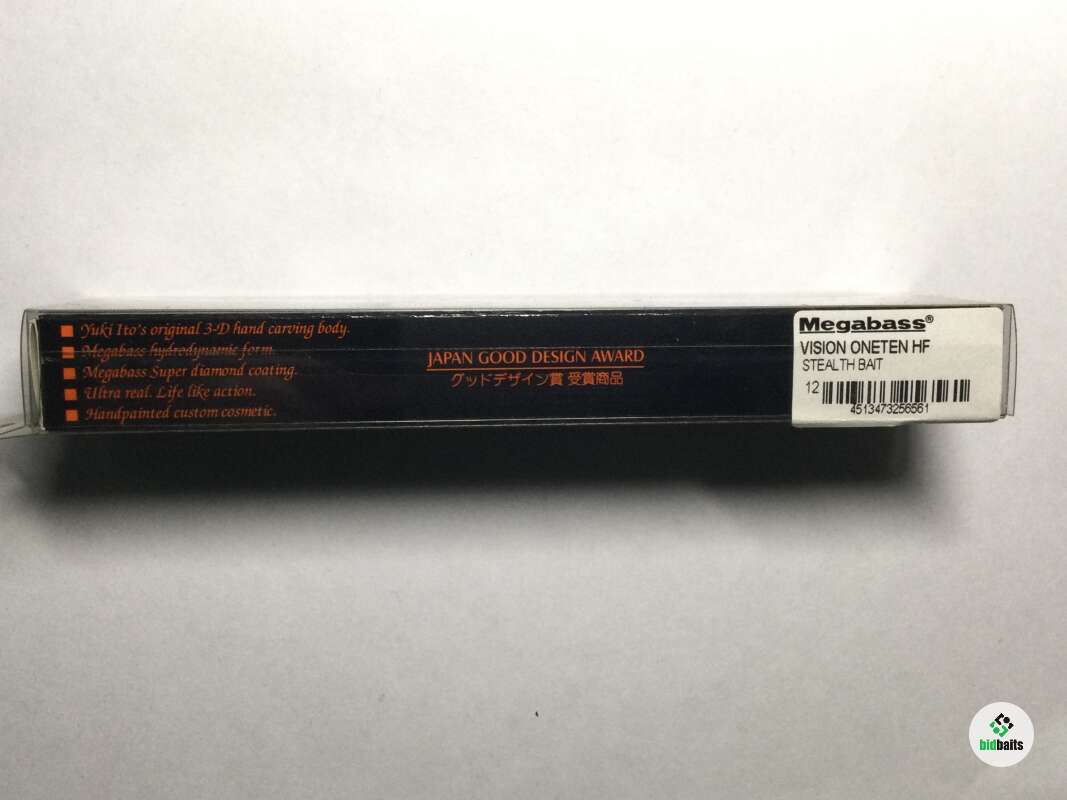 Yuki Ito's original 3-D hand carving body.
Megabass hydrodynamic form.
Megabass Super diamond coating.
Ultra real. Life like action.
Handpainted custom cosmetic.
JAPAN GOOD DESIGN AWARD
グッドデザイン賞 受賞商品
Megabass®
VISION ONETEN HF
STEALTH BAIT
12
4513473256561
bidbaits